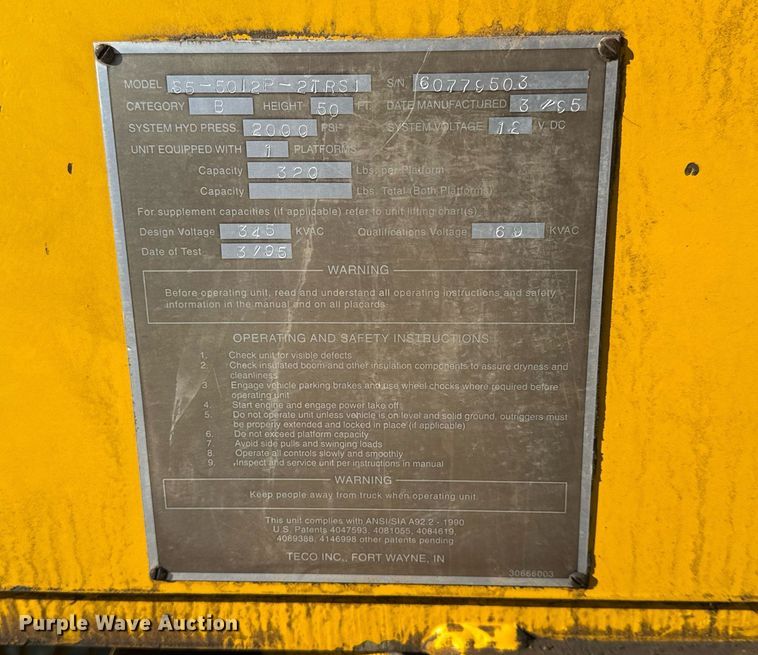 MODEL S5-5012P-2TRS1 S/N 60779503
CATEGORY B HEIGHT 50 FT. DATE MANUFACTURED 3/95
SYSTEM HYD PRESS. 2000 PSI SYSTEM VOLTAGE 12 V. DC
UNIT EQUIPPED WITH 1 PLATFORMS
Capacity 320 Lbs. per Platform
Capacity Lbs. Total (Both Platforms)
For supplement capacities (if applicable) refer to unit lifting chart(s)
Design Voltage 345 KVAC Qualifications Voltage 69 KVAC
Date of Test 3/95
WARNING
Before operating unit, read and understand all operating instructions and safety
information in the manual and on all placards.
OPERATING AND SAFETY INSTRUCTIONS
1. Check unit for visible defects
2. Check insulated boom and other insulation components to assure dryness and
cleanliness
3. Engage vehicle parking brakes and use wheel chocks where required before
operating unit
4. Start engine and engage power take off
5. Do not operate unit unless vehicle is on level and solid ground, outriggers must
be properly extended and locked in place (if applicable)
6. Do not exceed platform capacity
7. Avoid side pulls and swinging loads
8. Operate all controls slowly and smoothly
9. Inspect and service unit per instructions in manual
WARNING
Keep people away from truck when operating unit.
This unit complies with ANSI/SIA A92.2 - 1990
U.S. Patents 4047593, 4081055, 4084619,
4089388, 4146998 other patents pending
TECO INC., FORT WAYNE, IN
30666003
Purple Wave Auction